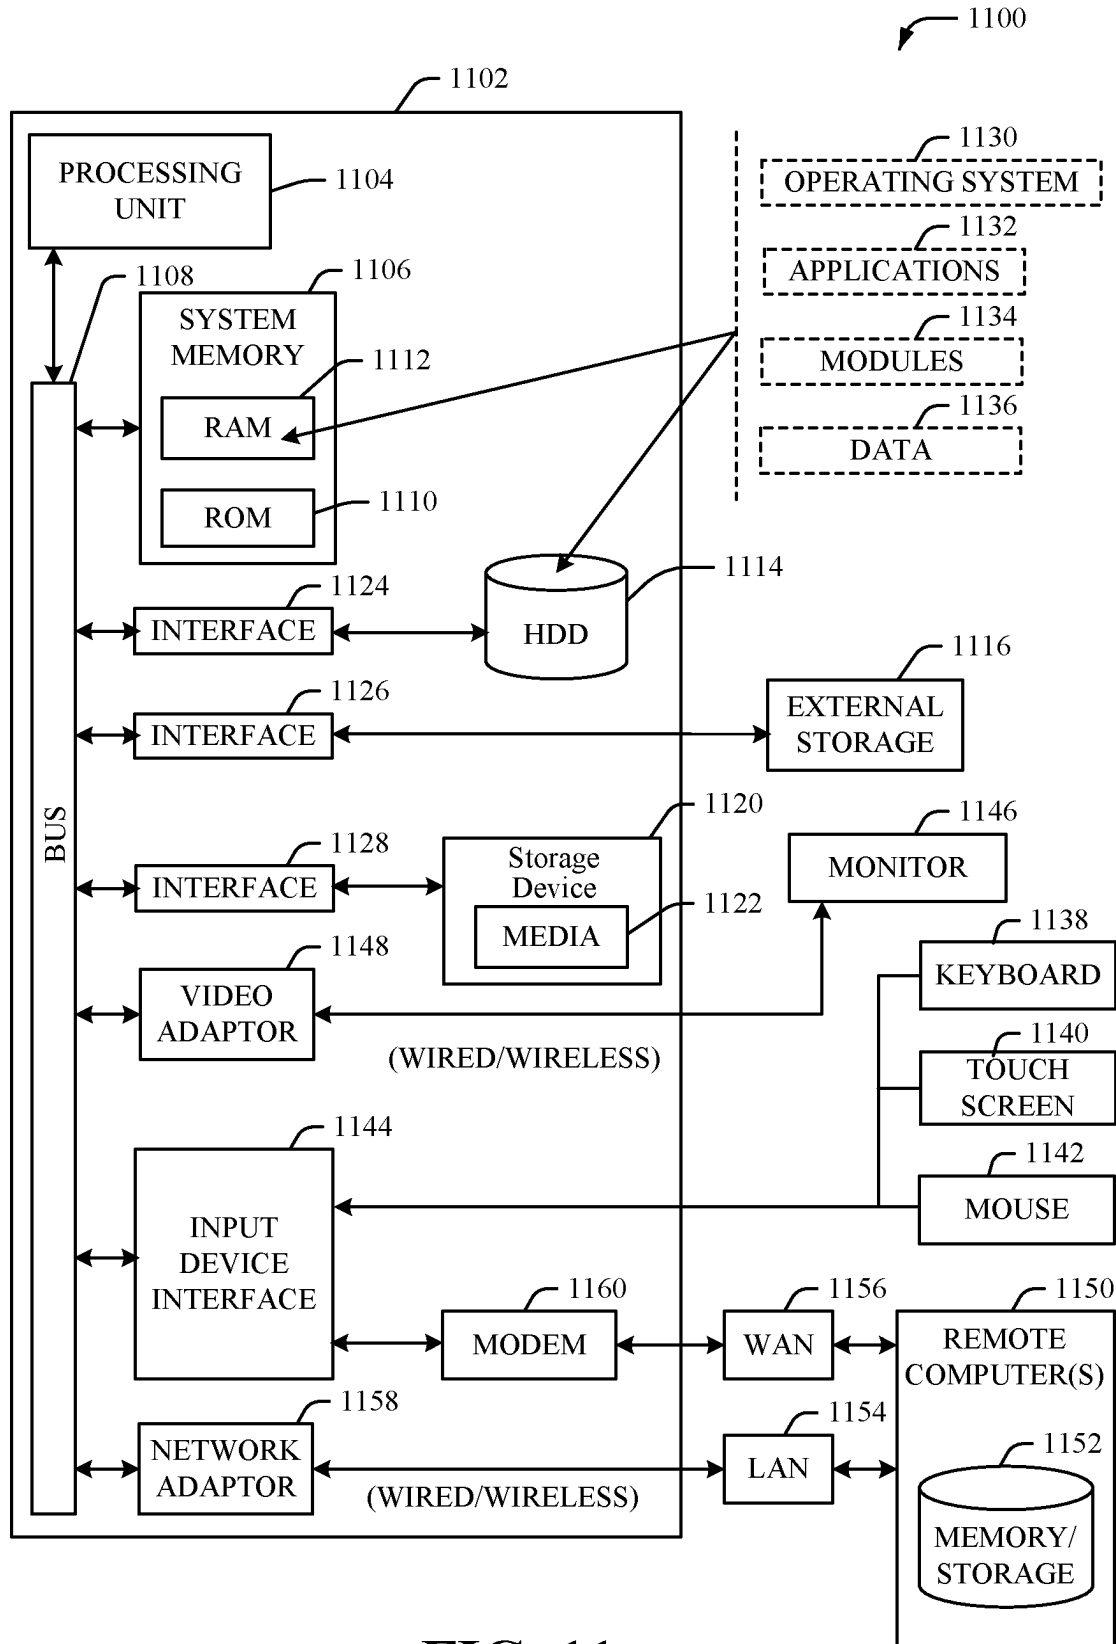 1100
1102
PROCESSING
UNIT
1104
1130
OPERATING SYSTEM
1132
APPLICATIONS
1134
MODULES
1136
DATA
1108
1106
SYSTEM
MEMORY
1112
RAM
1110
ROM
1124
INTERFACE
1114
HDD
1126
INTERFACE
1116
EXTERNAL
STORAGE
BUS
1128
INTERFACE
1120
Storage
Device
1122
MEDIA
1146
MONITOR
1138
KEYBOARD
1148
VIDEO
ADAPTOR
(WIRED/WIRELESS)
1140
TOUCH
SCREEN
1142
MOUSE
1144
INPUT
DEVICE
INTERFACE
1160
MODEM
1156
WAN
1150
REMOTE
COMPUTER(S)
1158
NETWORK
ADAPTOR
(WIRED/WIRELESS)
1154
LAN
1152
MEMORY/
STORAGE